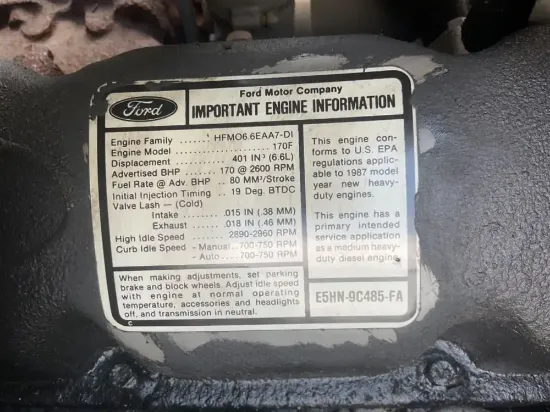 Ford
Ford Motor Company
IMPORTANT ENGINE INFORMATION
Engine Family ....... HFM06.6EAA7-DI
Engine Model .................... 170F
Displacement ........ 401 IN³ (6.6L)
Advertised BHP ... 170 @ 2600 RPM
Fuel Rate @ Adv. BHP .. 80 MM³/Stroke
Initial Injection Timing .. 19 Deg. BTDC
Valve Lash — (Cold)
Intake .......... .015 IN (.38 MM)
Exhaust ........ .018 IN (.46 MM)
High Idle Speed ..... 2890-2960 RPM
Curb Idle Speed - Manual..700-750 RPM
- Auto ....700-750 RPM
When making adjustments, set parking
brake and block wheels. Adjust idle speed
with engine at normal operating
temperature, accessories and headlights
off, and transmission in neutral.
C
This engine con-
forms to U.S. EPA
regulations applic-
able to 1987 model
year new heavy-
duty engines.
This engine has a
primary intended
service application
as a medium heavy-
duty diesel engine.
E5HN-9C485-FA